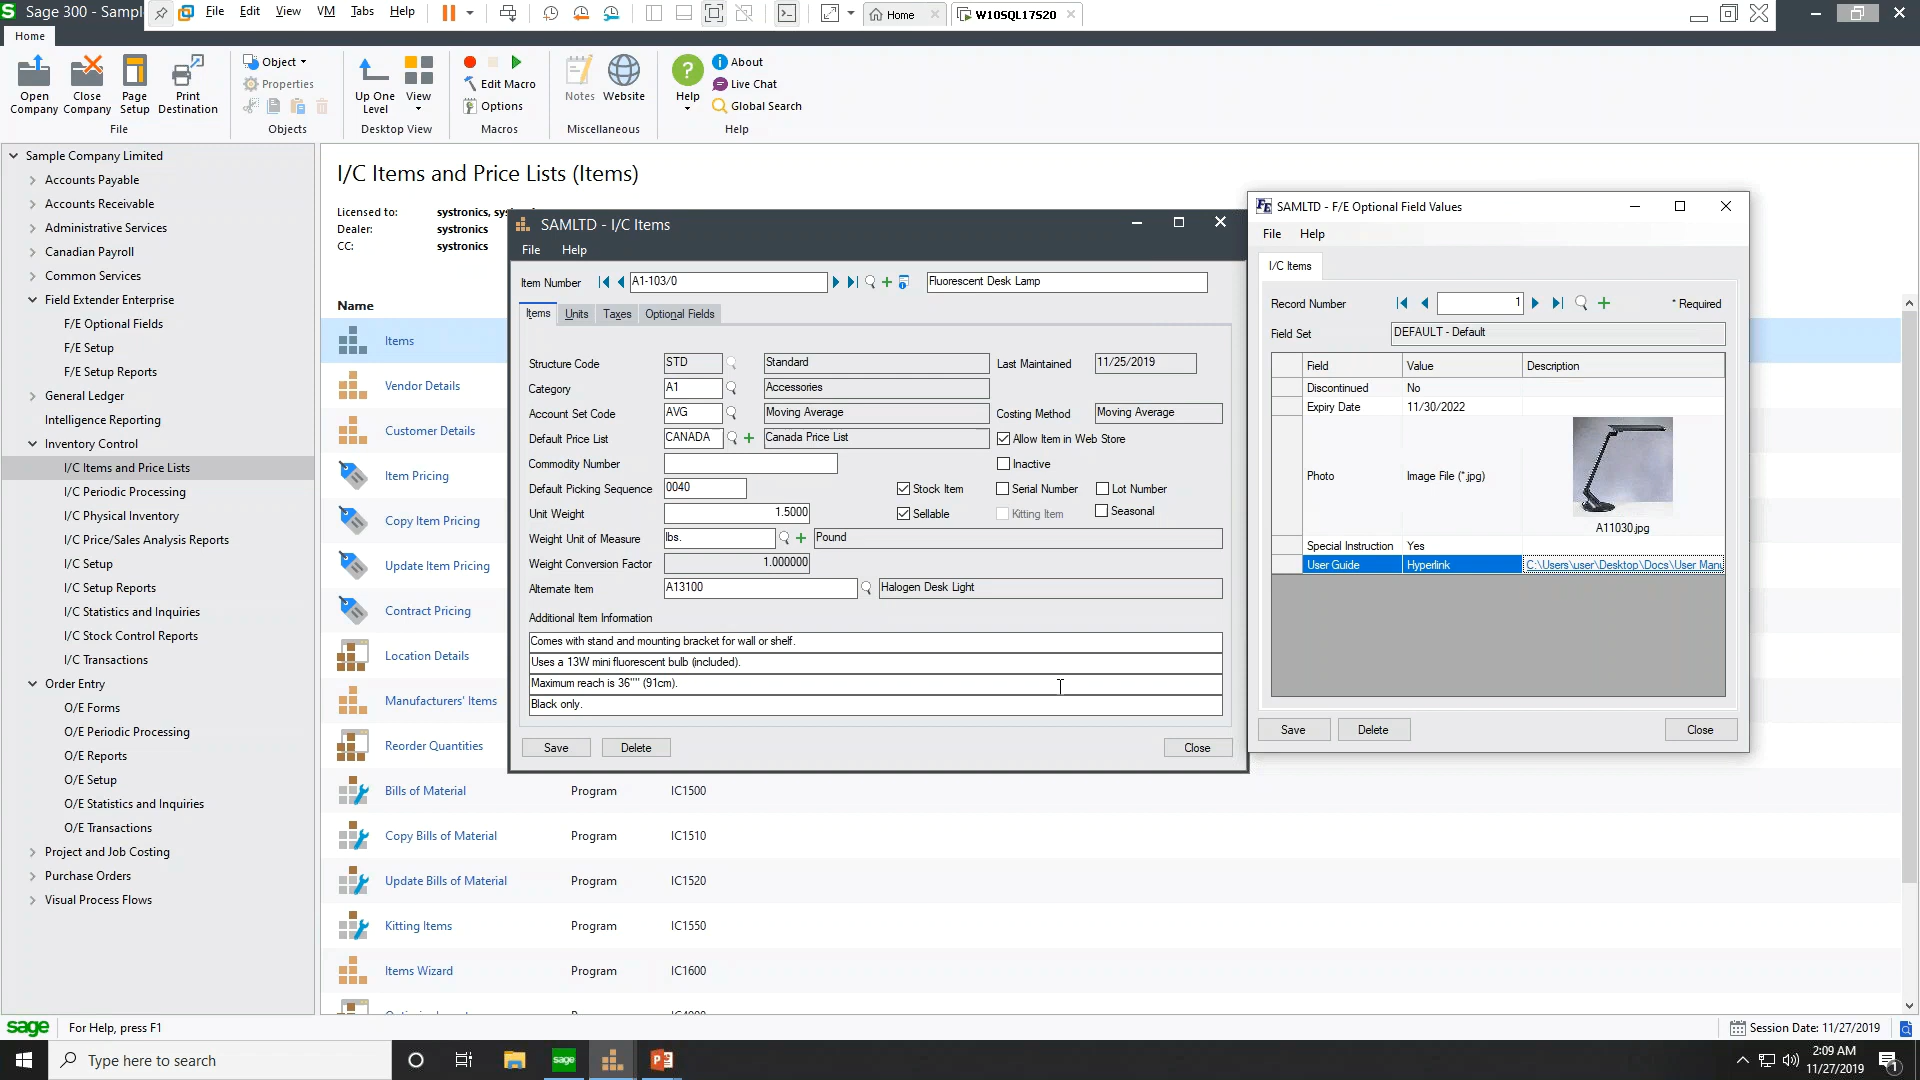 Sage 300 - Sampl
File Edit View VM Tabs Help
Home
W10SQL17S20
Home
Open Company
Close Company
Page Setup
Print Destination
File
Object
Properties
Objects
Up One Level
View
Desktop View
Edit Macro
Options
Macros
Notes
Website
Miscellaneous
Help
About
Live Chat
Global Search
Help
Sample Company Limited
Accounts Payable
Accounts Receivable
Administrative Services
Canadian Payroll
Common Services
Field Extender Enterprise
F/E Optional Fields
F/E Setup
F/E Setup Reports
General Ledger
Intelligence Reporting
Inventory Control
I/C Items and Price Lists
I/C Periodic Processing
I/C Physical Inventory
I/C Price/Sales Analysis Reports
I/C Setup
I/C Setup Reports
I/C Statistics and Inquiries
I/C Stock Control Reports
I/C Transactions
Order Entry
O/E Forms
O/E Periodic Processing
O/E Reports
O/E Setup
O/E Statistics and Inquiries
O/E Transactions
Project and Job Costing
Purchase Orders
Visual Process Flows
I/C Items and Price Lists (Items)
Licensed to: systronics,
Dealer: systronics
CC: systronics
Name
Items
Vendor Details
Customer Details
Item Pricing
Copy Item Pricing
Update Item Pricing
Contract Pricing
Location Details
Manufacturers' Items
Reorder Quantities
Bills of Material Program IC1500
Copy Bills of Material Program IC1510
Update Bills of Material Program IC1520
Kitting Items Program IC1550
Items Wizard Program IC1600
SAMLTD - I/C Items
File Help
Item Number A1-103/0 Fluorescent Desk Lamp
Items Units Taxes Optional Fields
Structure Code STD Standard Last Maintained 11/25/2019
Category A1 Accessories
Account Set Code AVG Moving Average Costing Method Moving Average
Default Price List CANADA Canada Price List Allow Item in Web Store
Commodity Number Inactive
Default Picking Sequence 0040 Stock Item Serial Number Lot Number
Unit Weight 1.5000 Sellable Kitting Item Seasonal
Weight Unit of Measure lbs. Pound
Weight Conversion Factor 1.000000
Alternate Item A13100 Halogen Desk Light
Additional Item Information
Comes with stand and mounting bracket for wall or shelf.
Uses a 13W mini fluorescent bulb (included).
Maximum reach is 36"" (91cm).
Black only.
Save Delete Close
SAMLTD - F/E Optional Field Values
File Help
I/C Items
Record Number 1 * Required
Field Set DEFAULT - Default
Field Value Description
Discontinued No
Expiry Date 11/30/2022
Photo Image File (*.jpg)
A11030.jpg
Special Instruction Yes
User Guide Hyperlink C:\Users\user\Desktop\Docs\User Manu
Save Delete Close
sage For Help, press F1
Session Date: 11/27/2019
Type here to search
sage
2:09 AM
11/27/2019
1